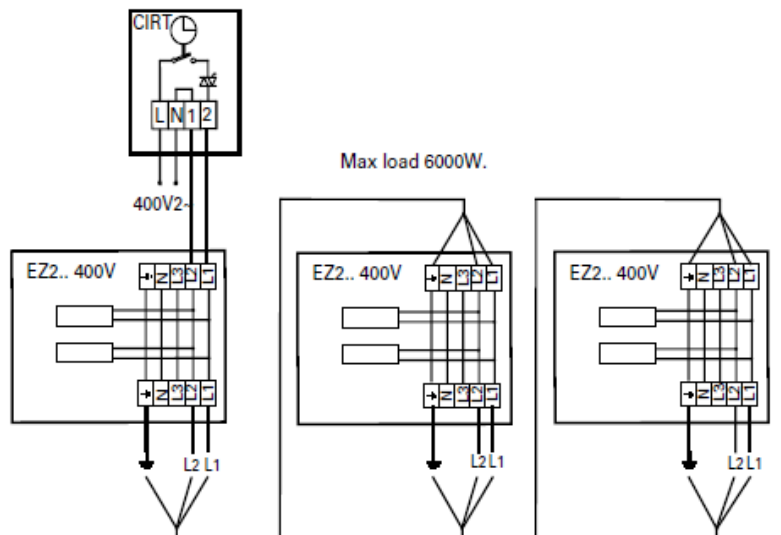 CIRT
L N 1 2
Max load 6000W.
400V2~
EZ2.. 400V
N L3 L2 L1
N L3 L2 L1
L2 L1
EZ2.. 400V
N L3 L2 L1
N L3 L2 L1
L2 L1
EZ2.. 400V
N L3 L2 L1
N L3 L2 L1
L2 L1